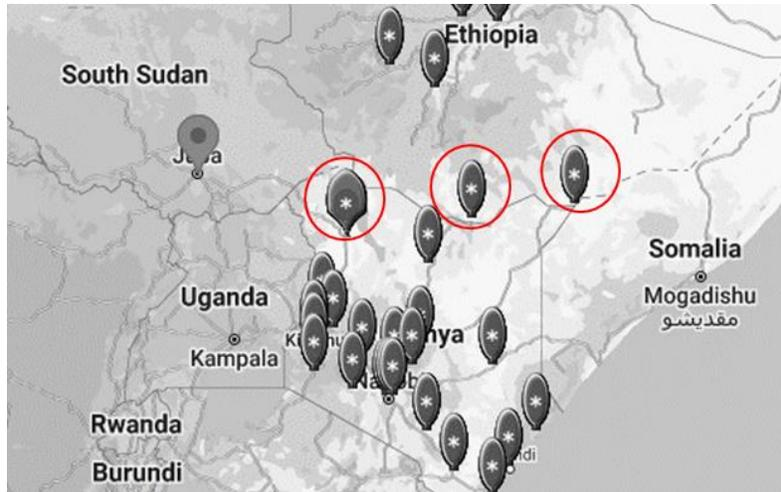 Ethiopia
South Sudan
Somalia
Uganda
Mogadishu
مقديشو
Kampala
Rwanda
Burundi